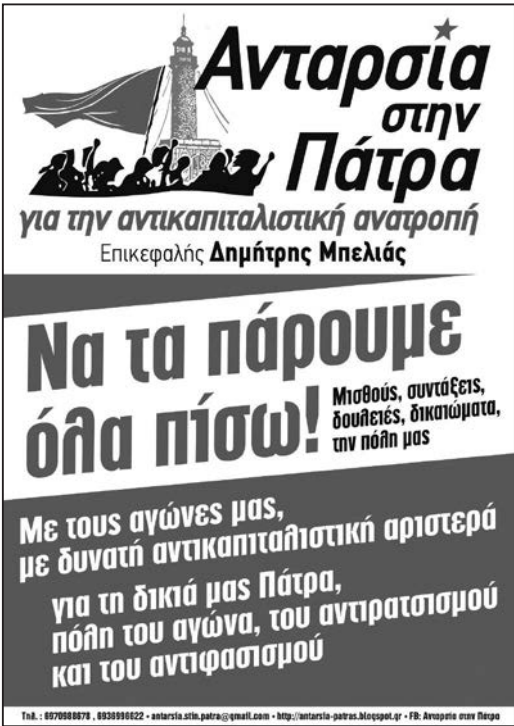 Ανταρσία
στην
Πάτρα
για την αντικαπιταλιστική ανατροπή
Επικεφαλής Δημήτρης Μπελιάς
Να τα πάρουμε
όλα πίσω!
Μισθούς, συντάξεις,
δουλειές, δικαιώματα,
την πόλη μας
Με τους αγώνες μας,
με δυνατή αντικαπιταλιστική αριστερά
για τη δικιά μας Πάτρα,
πόλη του αγώνα, του αντιρατσισμού
και του αντιφασισμού
Τηλ. : 6970988678 , 6936996622 • antarsia.stin.patra@gmail.com • http://antarsia-patras.blogspot.gr • FB: Ανταρσία στην Πάτρα